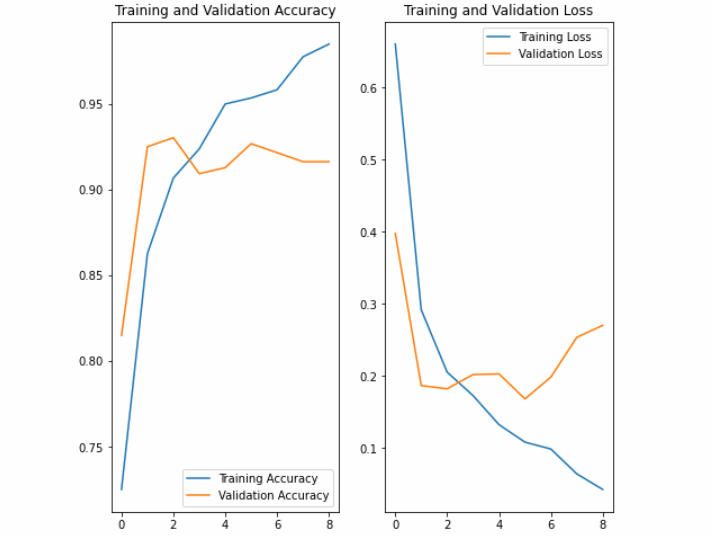 Training and Validation Accuracy
0.95
0.90
0.85
0.80
0.75
0 2 4 6 8
Training Accuracy
Validation Accuracy
Training and Validation Loss
0.6
0.5
0.4
0.3
0.2
0.1
0 2 4 6 8
Training Loss
Validation Loss